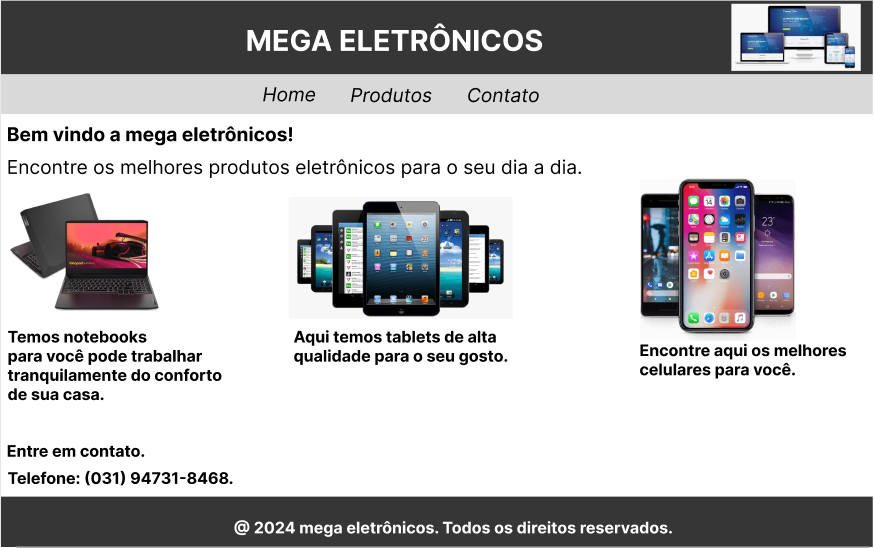 MEGA ELETRÔNICOS
Home Produtos Contato
Bem vindo a mega eletrônicos!
Encontre os melhores produtos eletrônicos para o seu dia a dia.
Temos notebooks
para você pode trabalhar
tranquilamente do conforto
de sua casa.
Aqui temos tablets de alta
qualidade para o seu gosto.
23°
Encontre aqui os melhores
celulares para você.
Entre em contato.
Telefone: (031) 94731-8468.
@ 2024 mega eletrônicos. Todos os direitos reservados.